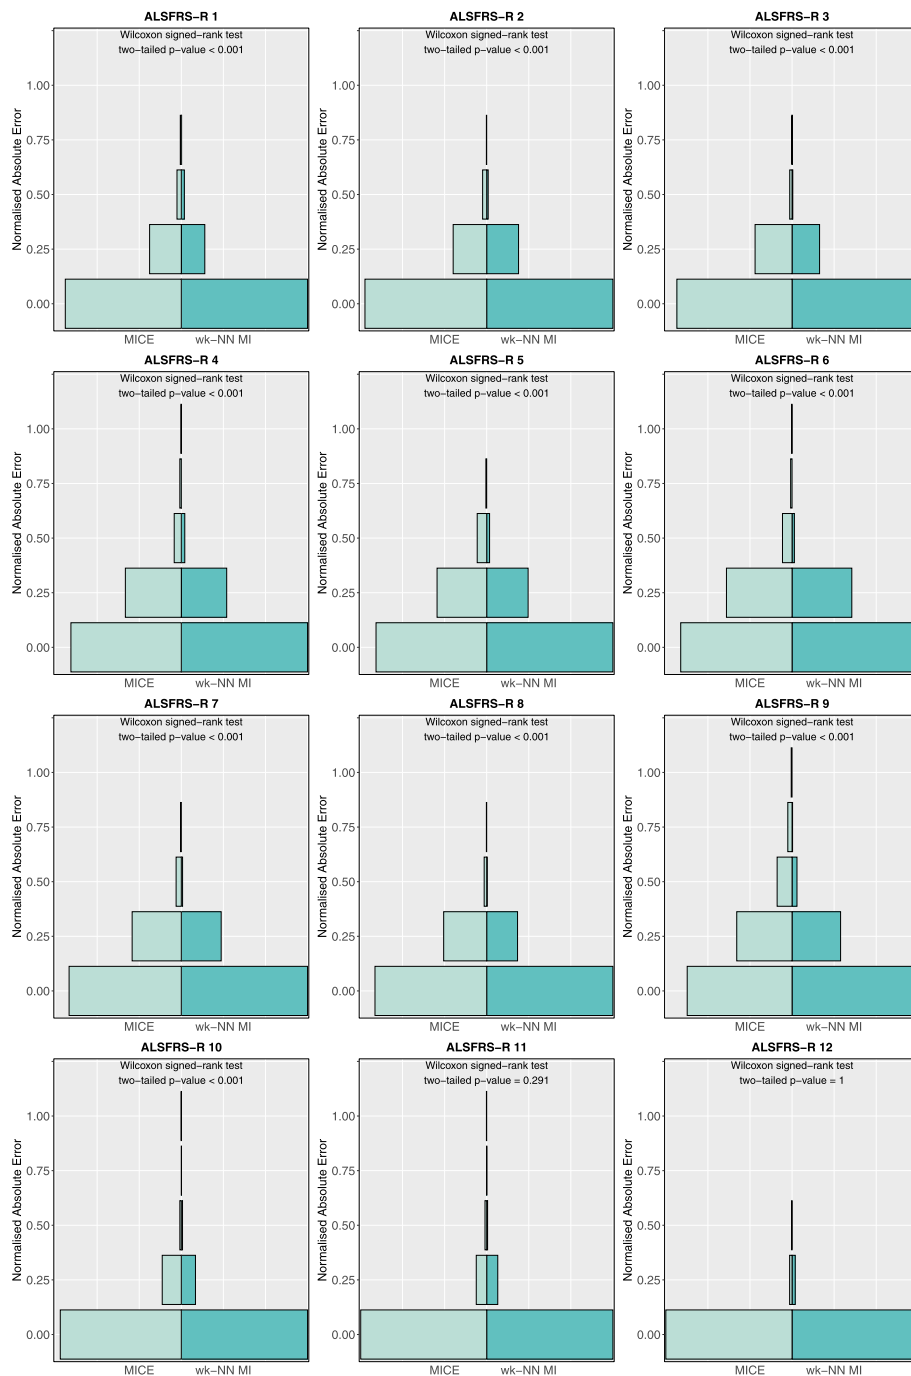 ALSFRS−R 1
Wilcoxon signed−rank test
two−tailed p−value < 0.001
Normalised Absolute Error
1.00
0.75
0.50
0.25
0.00
MICE wk−NN MI
ALSFRS−R 2
Wilcoxon signed−rank test
two−tailed p−value < 0.001
Normalised Absolute Error
1.00
0.75
0.50
0.25
0.00
MICE wk−NN MI
ALSFRS−R 3
Wilcoxon signed−rank test
two−tailed p−value < 0.001
Normalised Absolute Error
1.00
0.75
0.50
0.25
0.00
MICE wk−NN MI
ALSFRS−R 4
Wilcoxon signed−rank test
two−tailed p−value < 0.001
Normalised Absolute Error
1.00
0.75
0.50
0.25
0.00
MICE wk−NN MI
ALSFRS−R 5
Wilcoxon signed−rank test
two−tailed p−value < 0.001
Normalised Absolute Error
1.00
0.75
0.50
0.25
0.00
MICE wk−NN MI
ALSFRS−R 6
Wilcoxon signed−rank test
two−tailed p−value < 0.001
Normalised Absolute Error
1.00
0.75
0.50
0.25
0.00
MICE wk−NN MI
ALSFRS−R 7
Wilcoxon signed−rank test
two−tailed p−value < 0.001
Normalised Absolute Error
1.00
0.75
0.50
0.25
0.00
MICE wk−NN MI
ALSFRS−R 8
Wilcoxon signed−rank test
two−tailed p−value < 0.001
Normalised Absolute Error
1.00
0.75
0.50
0.25
0.00
MICE wk−NN MI
ALSFRS−R 9
Wilcoxon signed−rank test
two−tailed p−value < 0.001
Normalised Absolute Error
1.00
0.75
0.50
0.25
0.00
MICE wk−NN MI
ALSFRS−R 10
Wilcoxon signed−rank test
two−tailed p−value < 0.001
Normalised Absolute Error
1.00
0.75
0.50
0.25
0.00
MICE wk−NN MI
ALSFRS−R 11
Wilcoxon signed−rank test
two−tailed p−value = 0.291
Normalised Absolute Error
1.00
0.75
0.50
0.25
0.00
MICE wk−NN MI
ALSFRS−R 12
Wilcoxon signed−rank test
two−tailed p−value = 1
Normalised Absolute Error
1.00
0.75
0.50
0.25
0.00
MICE wk−NN MI